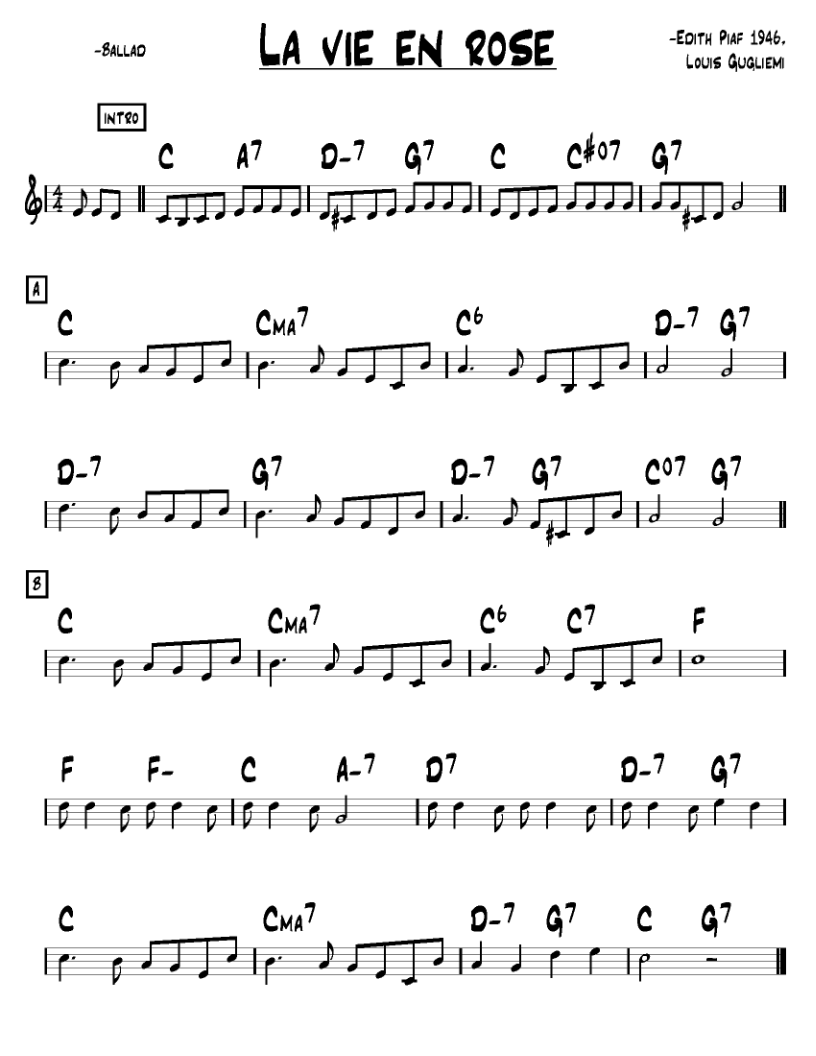 -BALLAD
LA VIE EN ROSE
-EDITH PIAF 1946.
LOUIS GUGLIEMI
INTRO
C A7 D-7 G7 C C#o7 G7
4
4
A
C CMA7 C6 D-7 G7
D-7 G7 D-7 G7 Co7 G7
B
C CMA7 C6 C7 F
F F- C A-7 D7 D-7 G7
C CMA7 D-7 G7 C G7